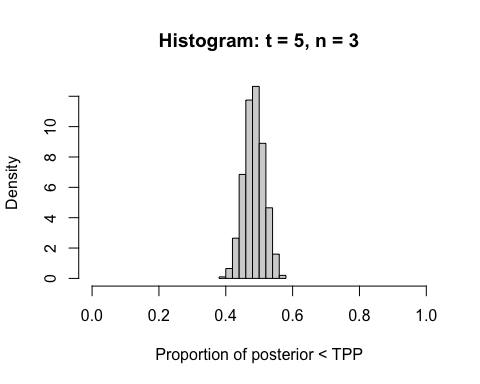 Histogram: t = 5, n = 3
Density
10
8
6
4
2
0
0.0 0.2 0.4 0.6 0.8 1.0
Proportion of posterior < TPP